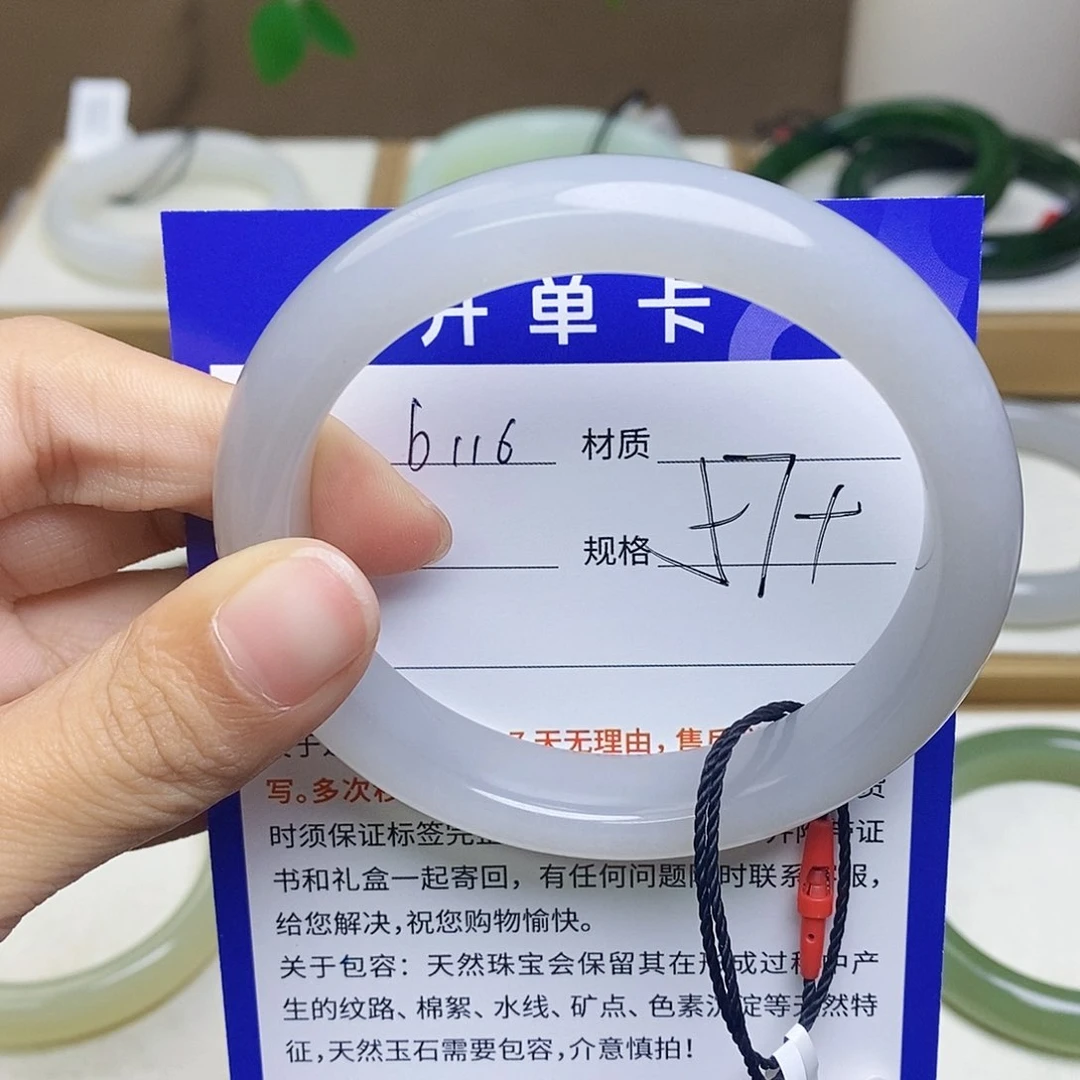 开单卡
6116 材质
规格 57+
天无理由，售
写。多次
时须保证标签完 证
书和礼盒一起寄回，有任何问题随时联系客服，
给您解决，祝您购物愉快。
关于包容：天然珠宝会保留其在形成过程中产
生的纹路、棉絮、水线、矿点、色素沉淀等天然特
征，天然玉石需要包容，介意慎拍！